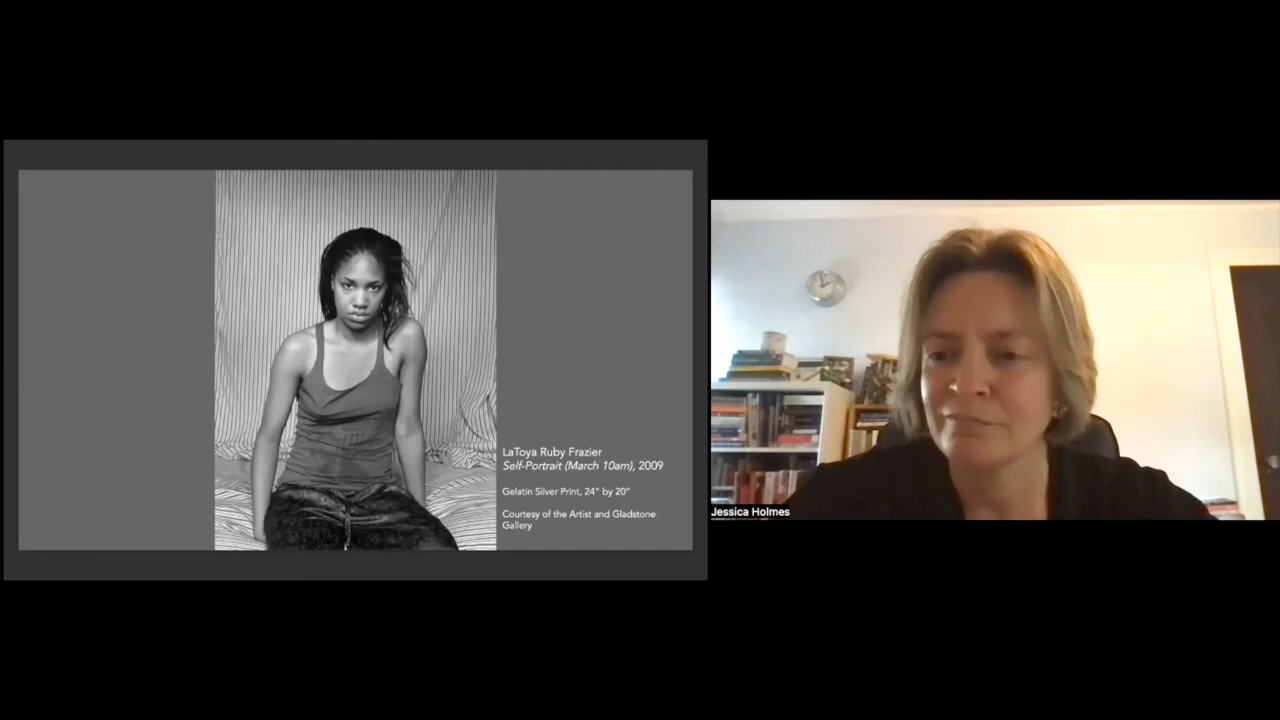 LaToya Ruby Frazier
Self-Portrait (March 10am), 2009
Gelatin Silver Print, 24" by 20"
Courtesy of the Artist and Gladstone
Gallery
Jessica Holmes